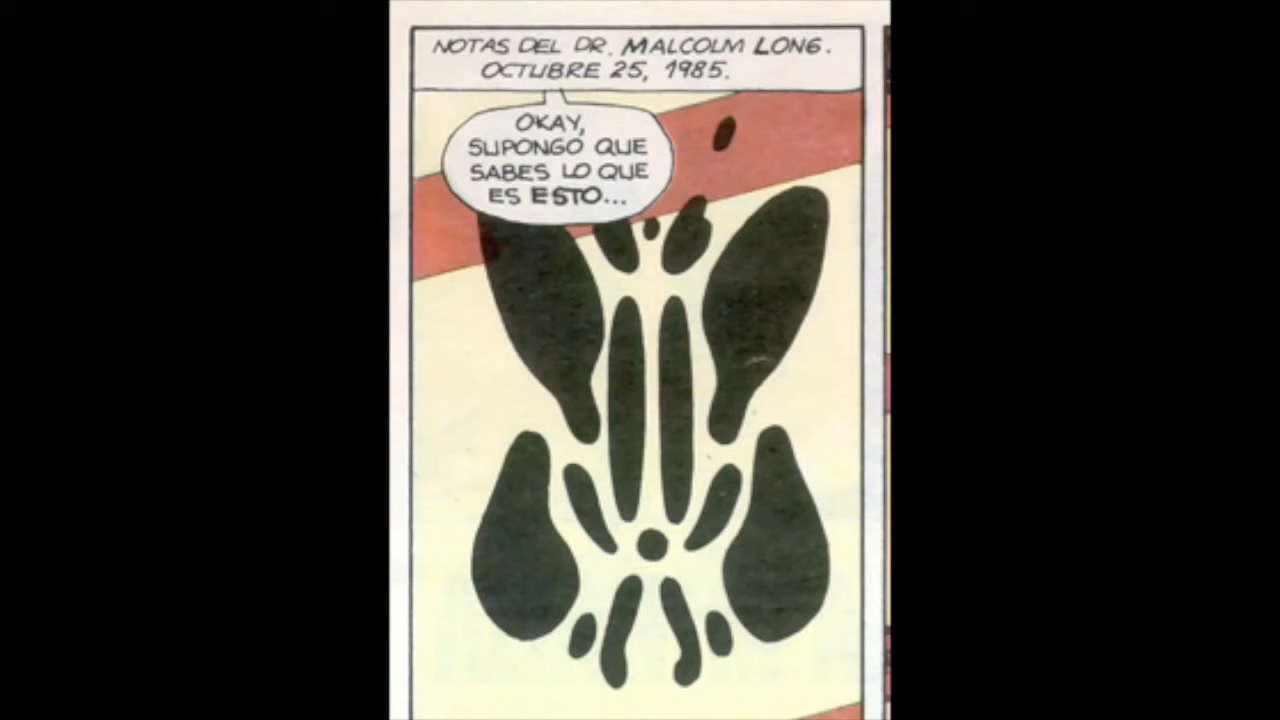 NOTAS DEL DR. MALCOLM LONG.
OCTUBRE 25, 1985.
OKAY,
SUPONGO QUE
SABES LO QUE
ES ESTO...